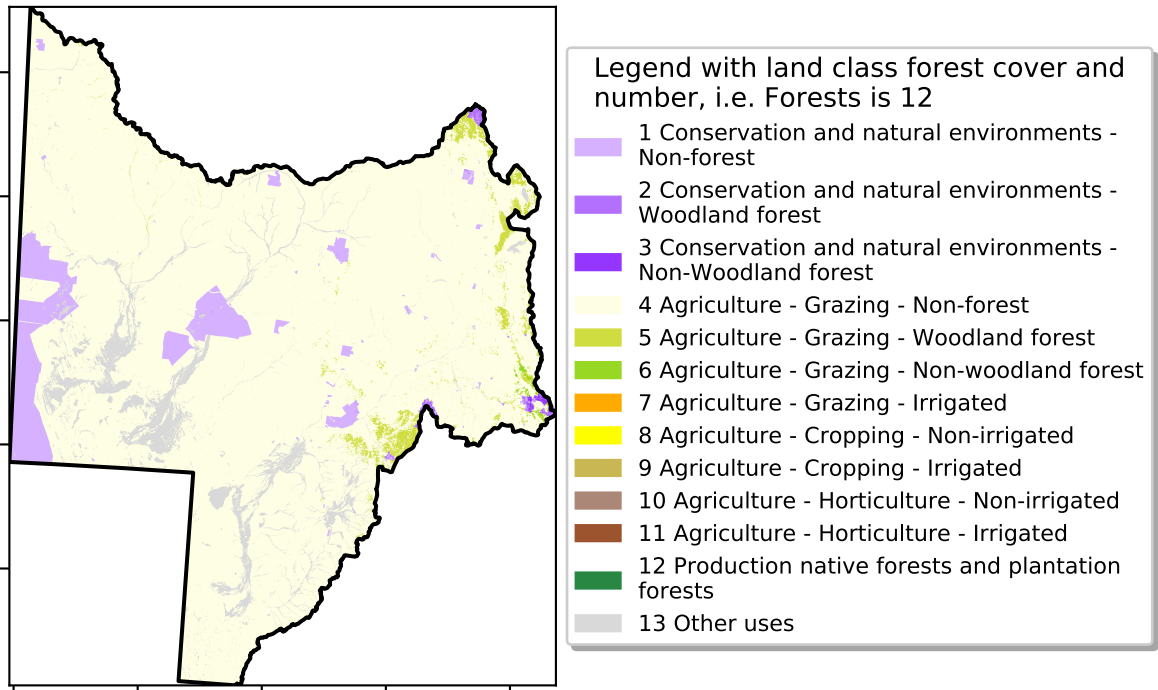 Legend with land class forest cover and
number, i.e. Forests is 12
1 Conservation and natural environments -
Non-forest
2 Conservation and natural environments -
Woodland forest
3 Conservation and natural environments -
Non-Woodland forest
4 Agriculture - Grazing - Non-forest
5 Agriculture - Grazing - Woodland forest
6 Agriculture - Grazing - Non-woodland forest
7 Agriculture - Grazing - Irrigated
8 Agriculture - Cropping - Non-irrigated
9 Agriculture - Cropping - Irrigated
10 Agriculture - Horticulture - Non-irrigated
11 Agriculture - Horticulture - Irrigated
12 Production native forests and plantation
forests
13 Other uses